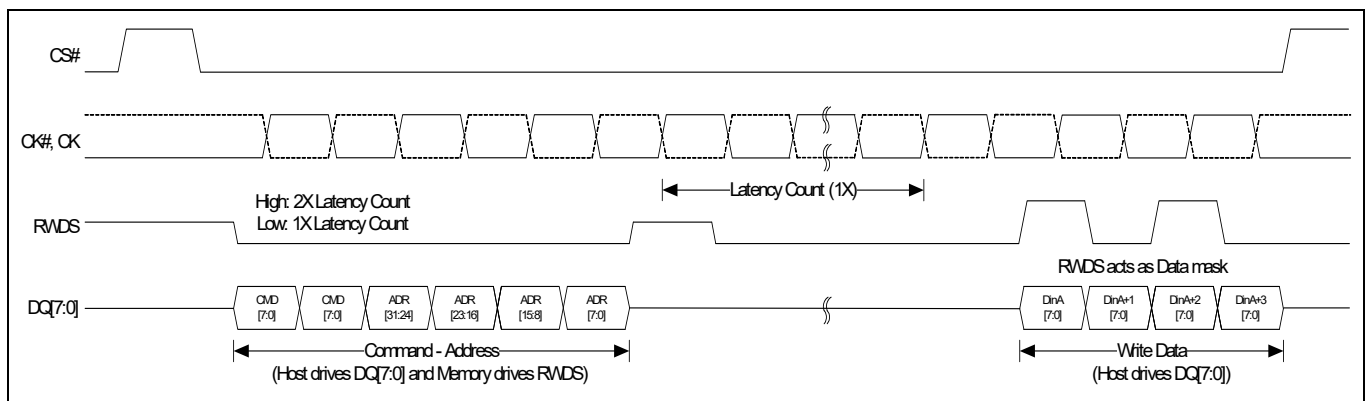 CS#
CK#, CK
Latency Count (1X)
High: 2X Latency Count
Low: 1X Latency Count
RWDS
RWDS acts as Data mask
DQ[7:0]
CMD [7:0]
CMD [7:0]
ADR [31:24]
ADR [23:16]
ADR [15:8]
ADR [7:0]
DinA [7:0]
DinA+1 [7:0]
DinA+2 [7:0]
DinA+3 [7:0]
Command - Address
(Host drives DQ[7:0] and Memory drives RWDS)
Write Data
(Host drives DQ[7:0])